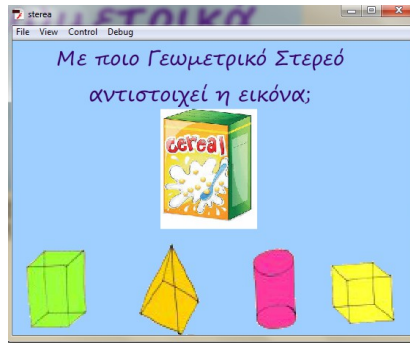 sterea
File View Control Debug
Με ποιο Γεωμετρικό Στερεό
αντιστοιχεί η εικόνα;
cereal